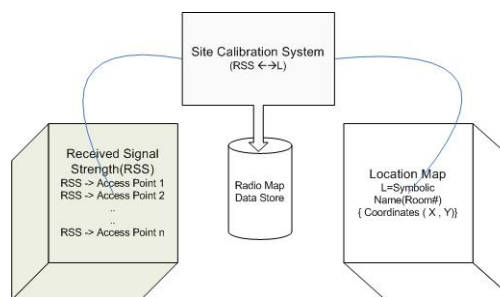 Site Calibration System
(RSS ←→L)
Received Signal
Strength(RSS)
RSS -> Access Point 1
RSS -> Access Point 2
..
..
RSS -> Access Point n
Radio Map
Data Store
Location Map
L=Symbolic
Name(Room#)
{ Coordinates ( X , Y)}